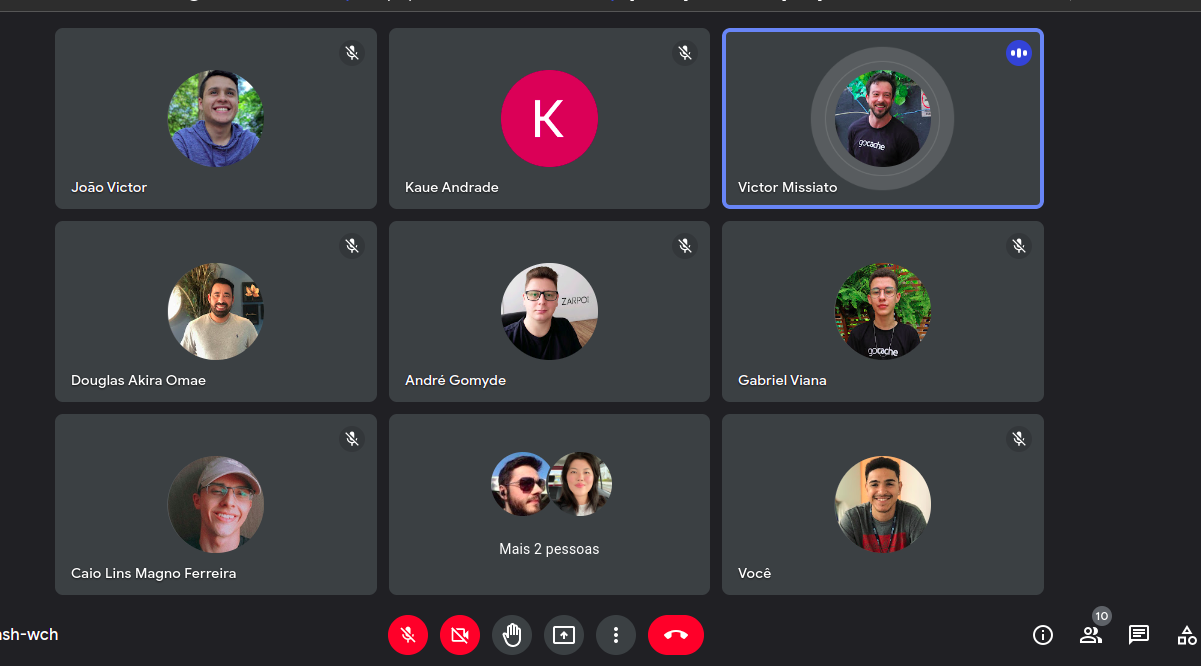 João Victor
K
Kaue Andrade
gocache
Victor Missiato
Douglas Akira Omae
ZARPO
André Gomyde
gocache
Gabriel Viana
Caio Lins Magno Ferreira
Mais 2 pessoas
Você
sh-wch
10